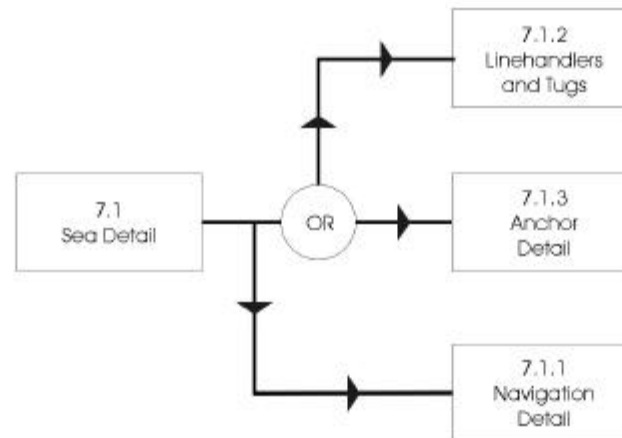 7.1.2
Linehandlers
and Tugs
7.1
Sea Detail
OR
7.1.3
Anchor
Detail
7.1.1
Navigation
Detail